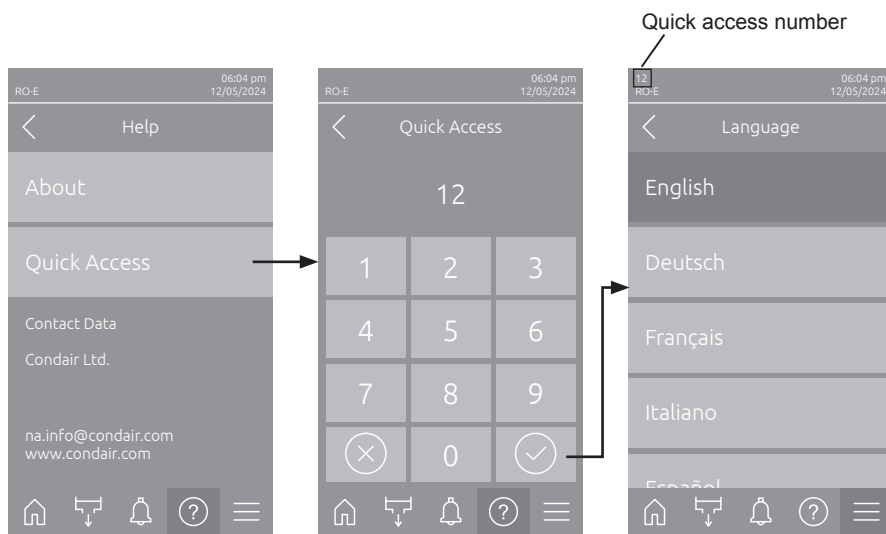 Quick access number
06:04 pm
RO-E 12/05/2024
Help
About
Quick Access
Contact Data
Condair Ltd.
na.info@condair.com
www.condair.com
?
06:04 pm
RO-E 12/05/2024
Quick Access
12
1 2 3
4 5 6
7 8 9
0
?
12 06:04 pm
RO-E 12/05/2024
Language
English
Deutsch
Français
Italiano
Español
?